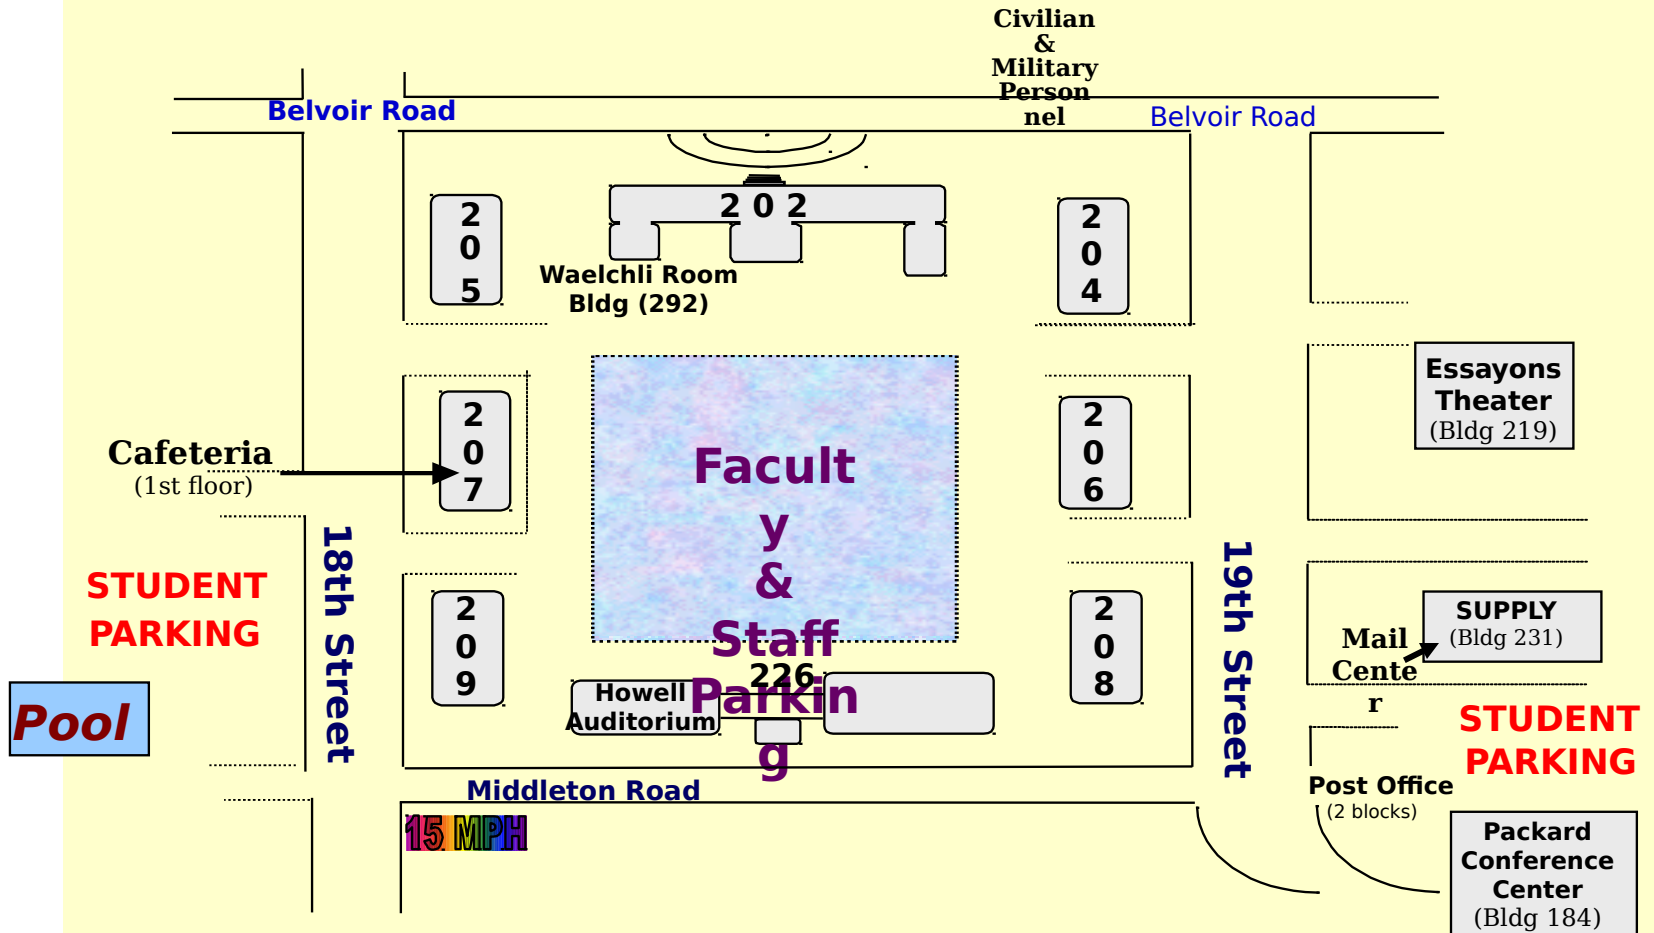 Civilian
&
Military
Person
nel
Belvoir Road
Belvoir Road
2 0 2
2
0
5
2
0
4
Waelchli Room
Bldg (292)
Essayons
Theater
(Bldg 219)
2
0
7
2
0
6
Cafeteria
(1st floor)
Facult
y
&
Staff
Parkin
g
18th Street
19th Street
STUDENT
PARKING
2
0
9
2
0
8
SUPPLY
(Bldg 231)
Mail
Cente
r
226
Howell
Auditorium
Pool
STUDENT
PARKING
Middleton Road
Post Office
(2 blocks)
15 MPH
Packard
Conference
Center
(Bldg 184)